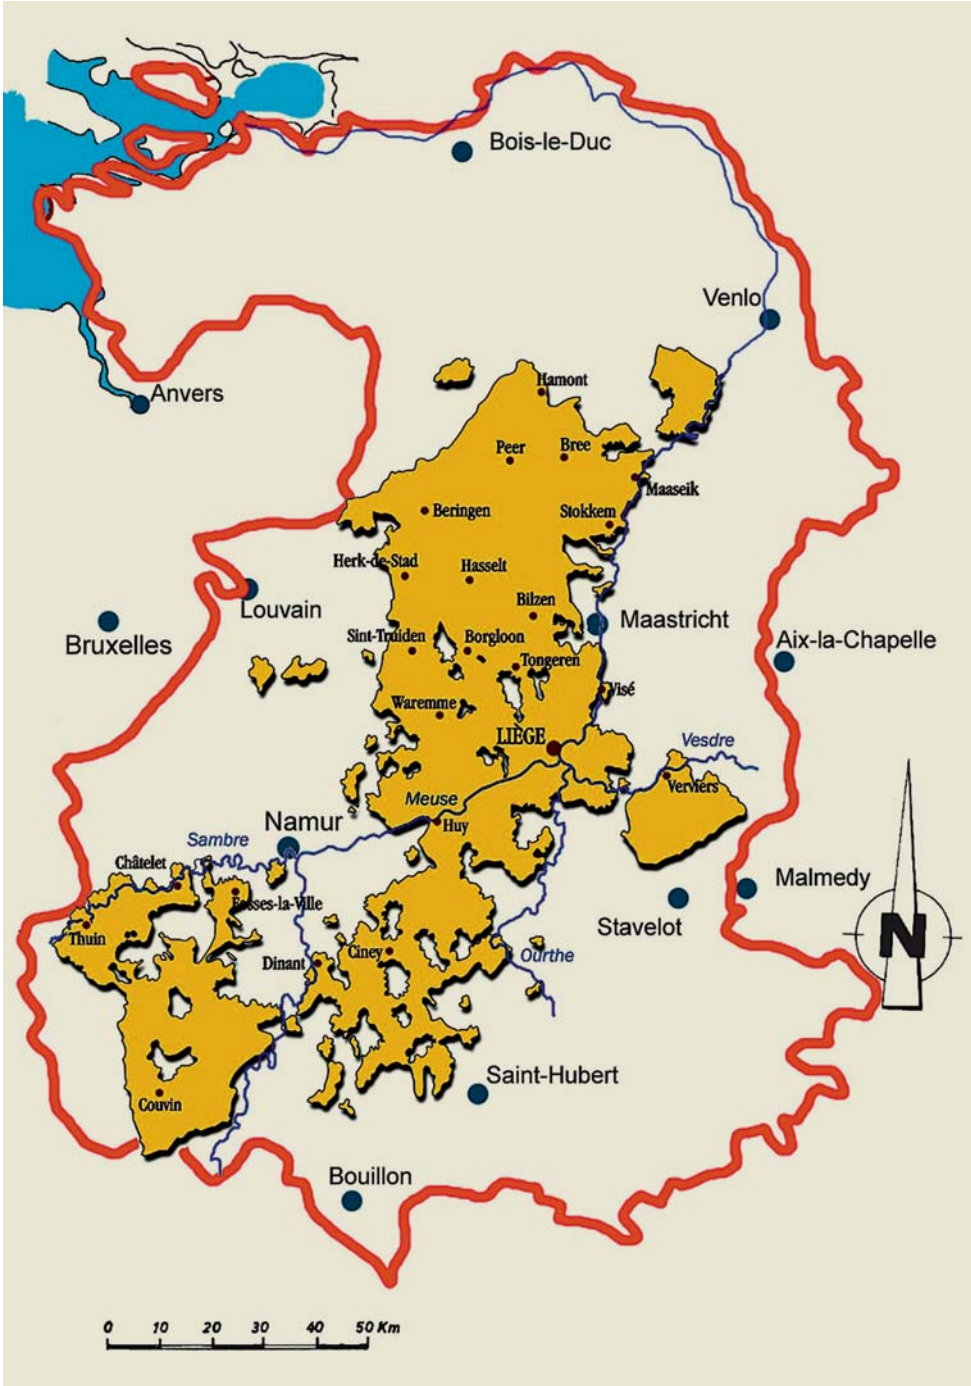 Bois-le-Duc
Venlo
Anvers
Hamont
Peer
Bree
Maaseik
Beringen
Stokkem
Herk-de-Stad
Hasselt
Louvain
Bilzen
Maastricht
Bruxelles
Sint-Truiden
Borgloon
Aix-la-Chapelle
Tongeren
Visé
Waremme
LIÈGE
Vesdre
Verviers
Meuse
Huy
Namur
Sambre
Châtelet
Malmedy
Fosses-la-Ville
Stavelot
N
Thuin
Ciney
Dinant
Ourthe
Saint-Hubert
Couvin
Bouillon
0 10 20 30 40 50 Km